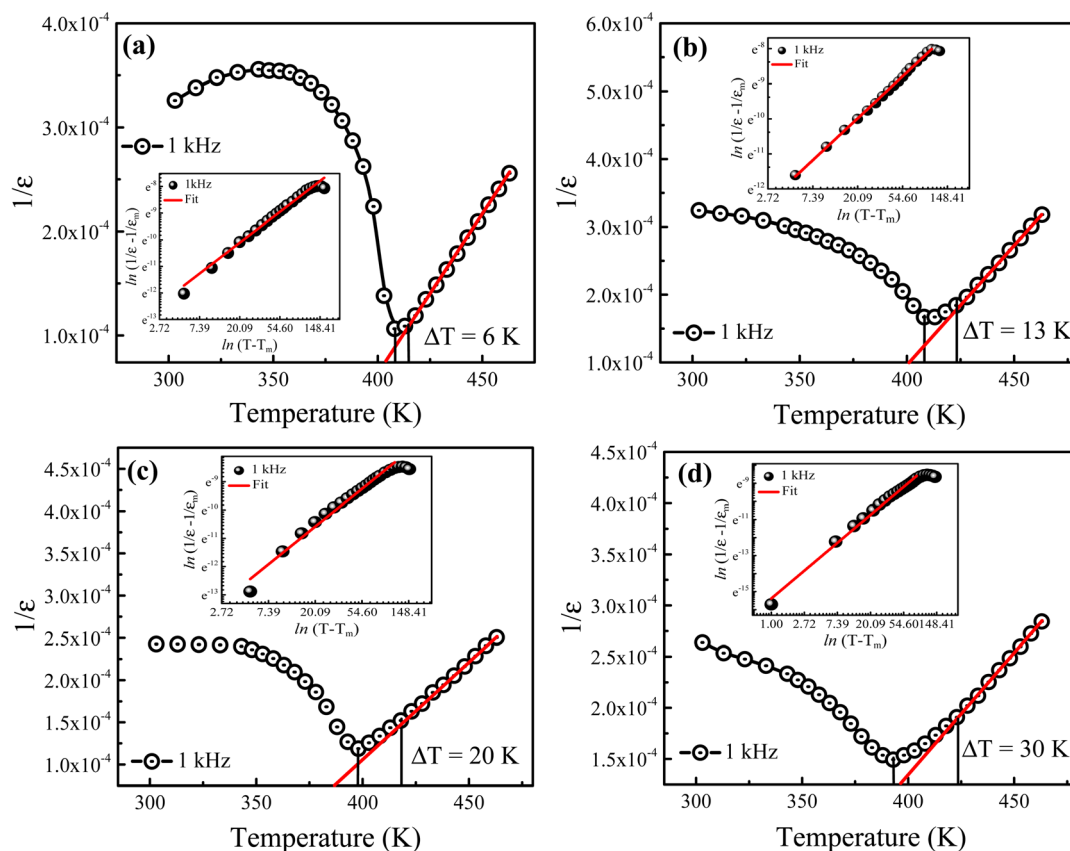 (a)
4.0x10⁻⁴
3.0x10⁻⁴
2.0x10⁻⁴
1.0x10⁻⁴
1/ε
1 kHz
ΔT = 6 K
300 350 400 450
Temperature (K)
1kHz
Fit
e⁻⁸
e⁻⁹
e⁻¹⁰
e⁻¹¹
e⁻¹²
e⁻¹³
ln (1/ε -1/εₘ)
2.72 7.39 20.09 54.60 148.41
ln (T-Tₘ)
(b)
6.0x10⁻⁴
5.0x10⁻⁴
4.0x10⁻⁴
3.0x10⁻⁴
2.0x10⁻⁴
1.0x10⁻⁴
1/ε
1 kHz
ΔT = 13 K
300 350 400 450
Temperature (K)
1 kHz
Fit
e⁻⁸
e⁻⁹
e⁻¹⁰
e⁻¹¹
e⁻¹²
ln (1/ε -1/εₘ)
2.72 7.39 20.09 54.60 148.41
ln (T-Tₘ)
(c)
4.5x10⁻⁴
4.0x10⁻⁴
3.5x10⁻⁴
3.0x10⁻⁴
2.5x10⁻⁴
2.0x10⁻⁴
1.5x10⁻⁴
1.0x10⁻⁴
1/ε
1 kHz
ΔT = 20 K
300 350 400 450
Temperature (K)
1 kHz
Fit
e⁻⁹
e⁻¹⁰
e⁻¹¹
e⁻¹²
e⁻¹³
ln (1/ε -1/εₘ)
2.72 7.39 20.09 54.60 148.41
ln (T-Tₘ)
(d)
4.5x10⁻⁴
4.0x10⁻⁴
3.5x10⁻⁴
3.0x10⁻⁴
2.5x10⁻⁴
2.0x10⁻⁴
1.5x10⁻⁴
1/ε
1 kHz
ΔT = 30 K
300 350 400 450
Temperature (K)
1 kHz
Fit
e⁻⁹
e⁻¹¹
e⁻¹³
e⁻¹⁵
ln (1/ε -1/εₘ)
1.00 2.72 7.39 20.09 54.60 148.41
ln (T-Tₘ)